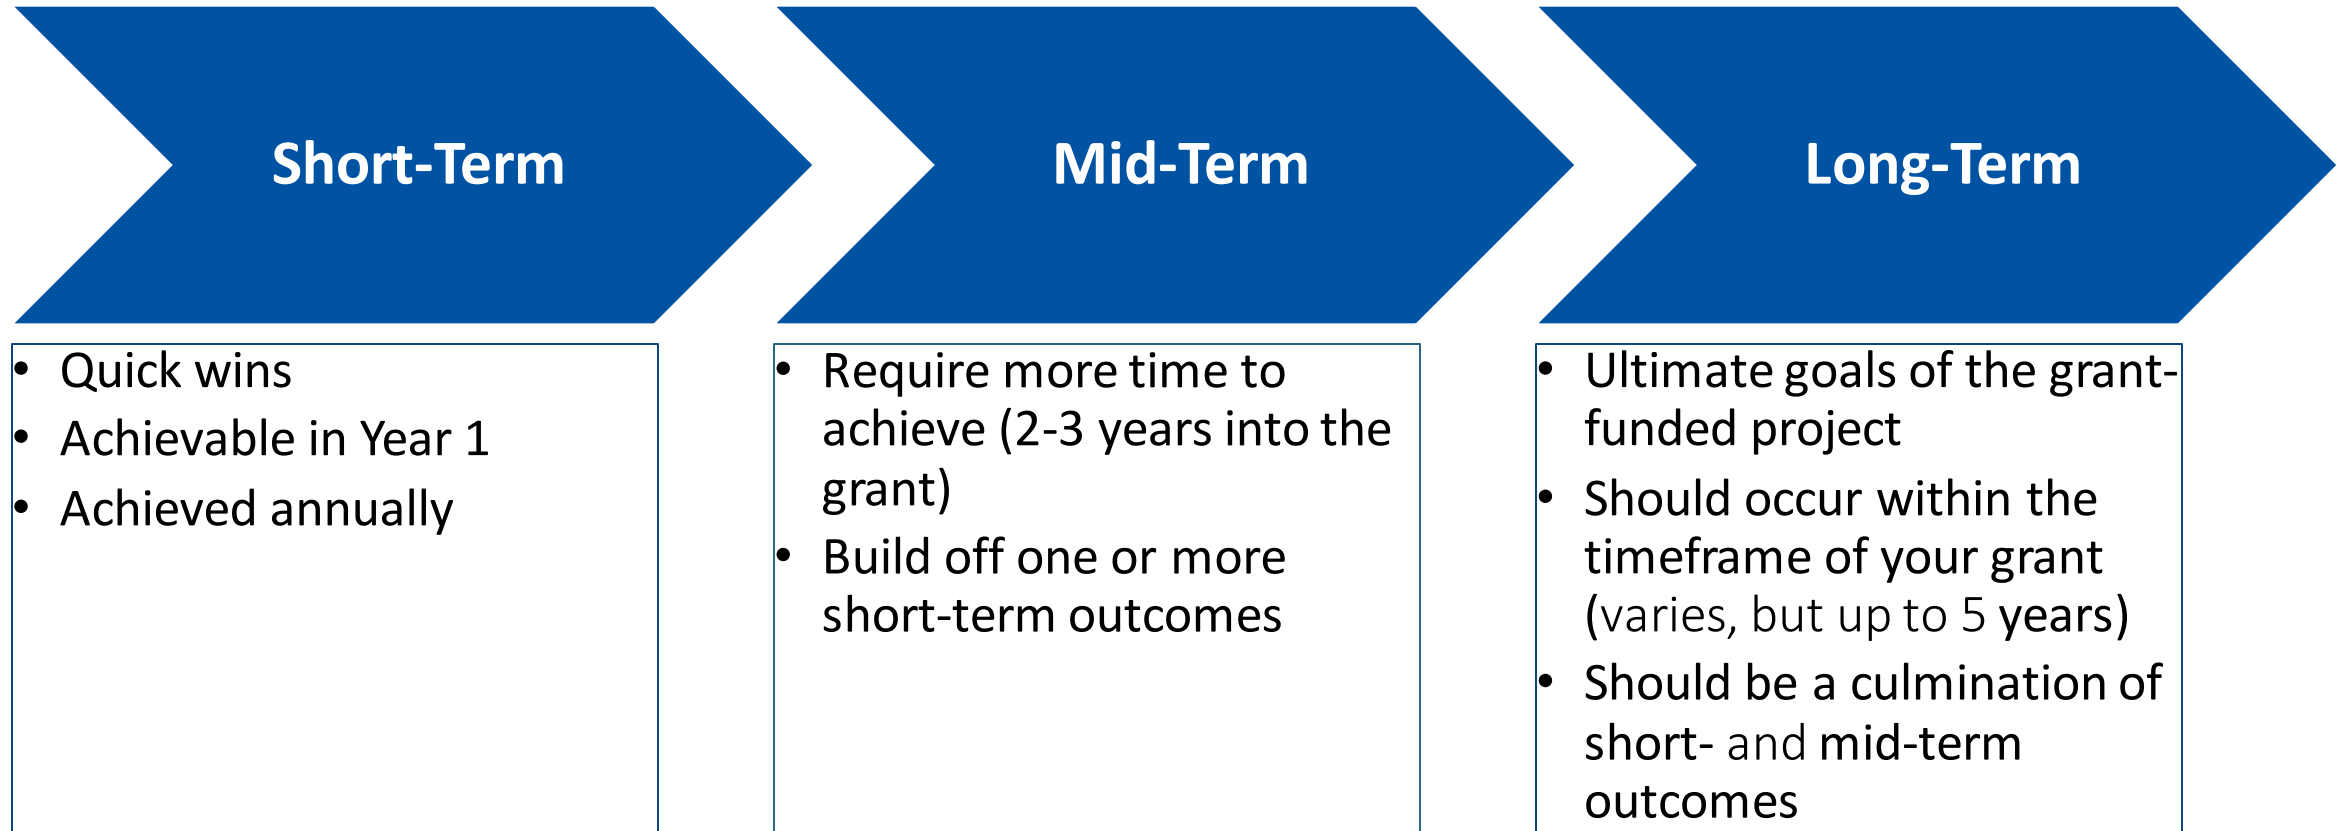 Short-Term
• Quick wins
• Achievable in Year 1
• Achieved annually
Mid-Term
• Require more time to
achieve (2-3 years into the
grant)
• Build off one or more
short-term outcomes
Long-Term
• Ultimate goals of the grant-
funded project
• Should occur within the
timeframe of your grant
(varies, but up to 5 years)
• Should be a culmination of
short- and mid-term
outcomes